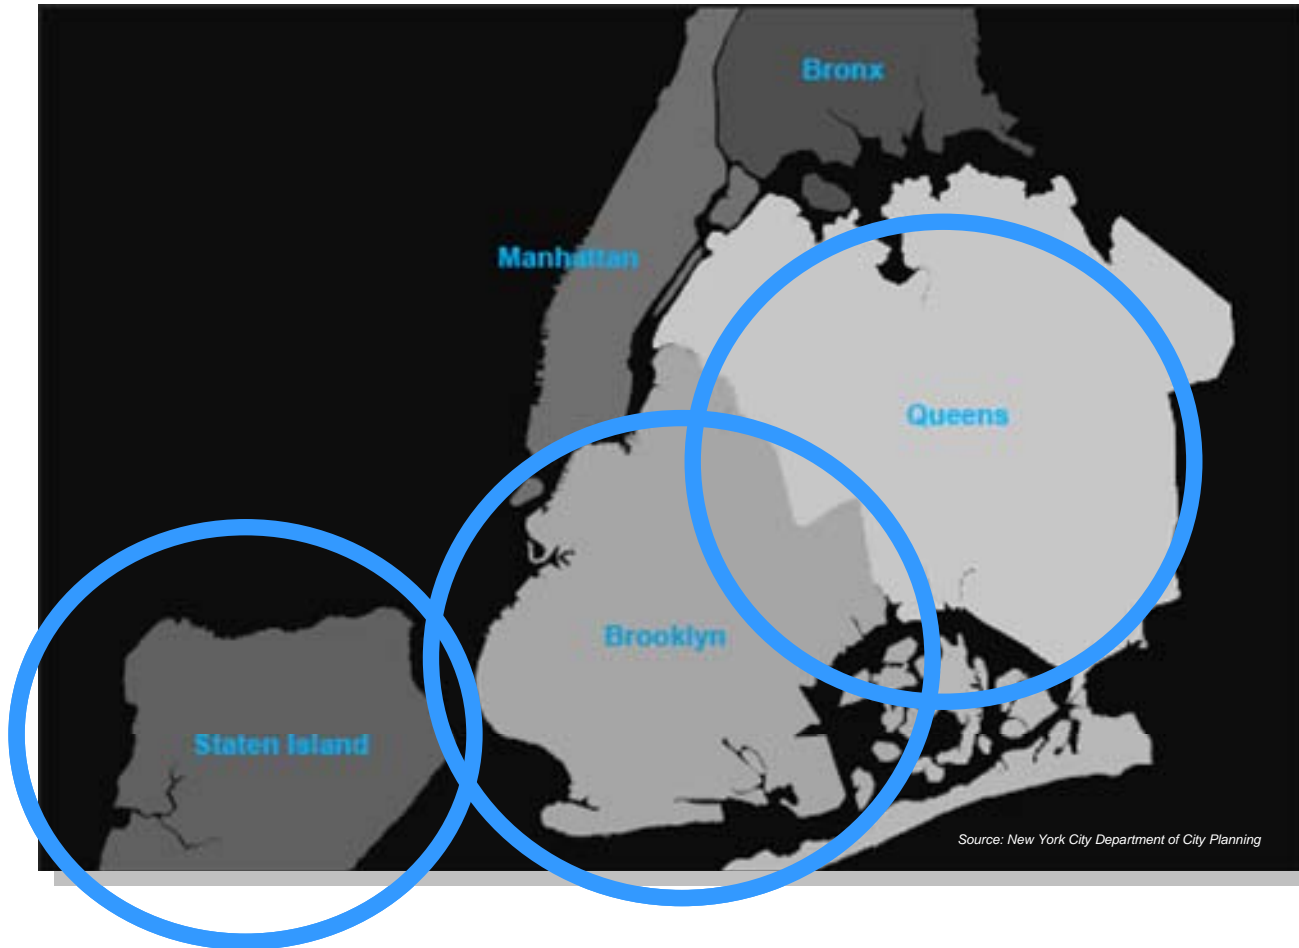 Bronx
Manhattan
Queens
Brooklyn
Staten Island
Source: New York City Department of City Planning